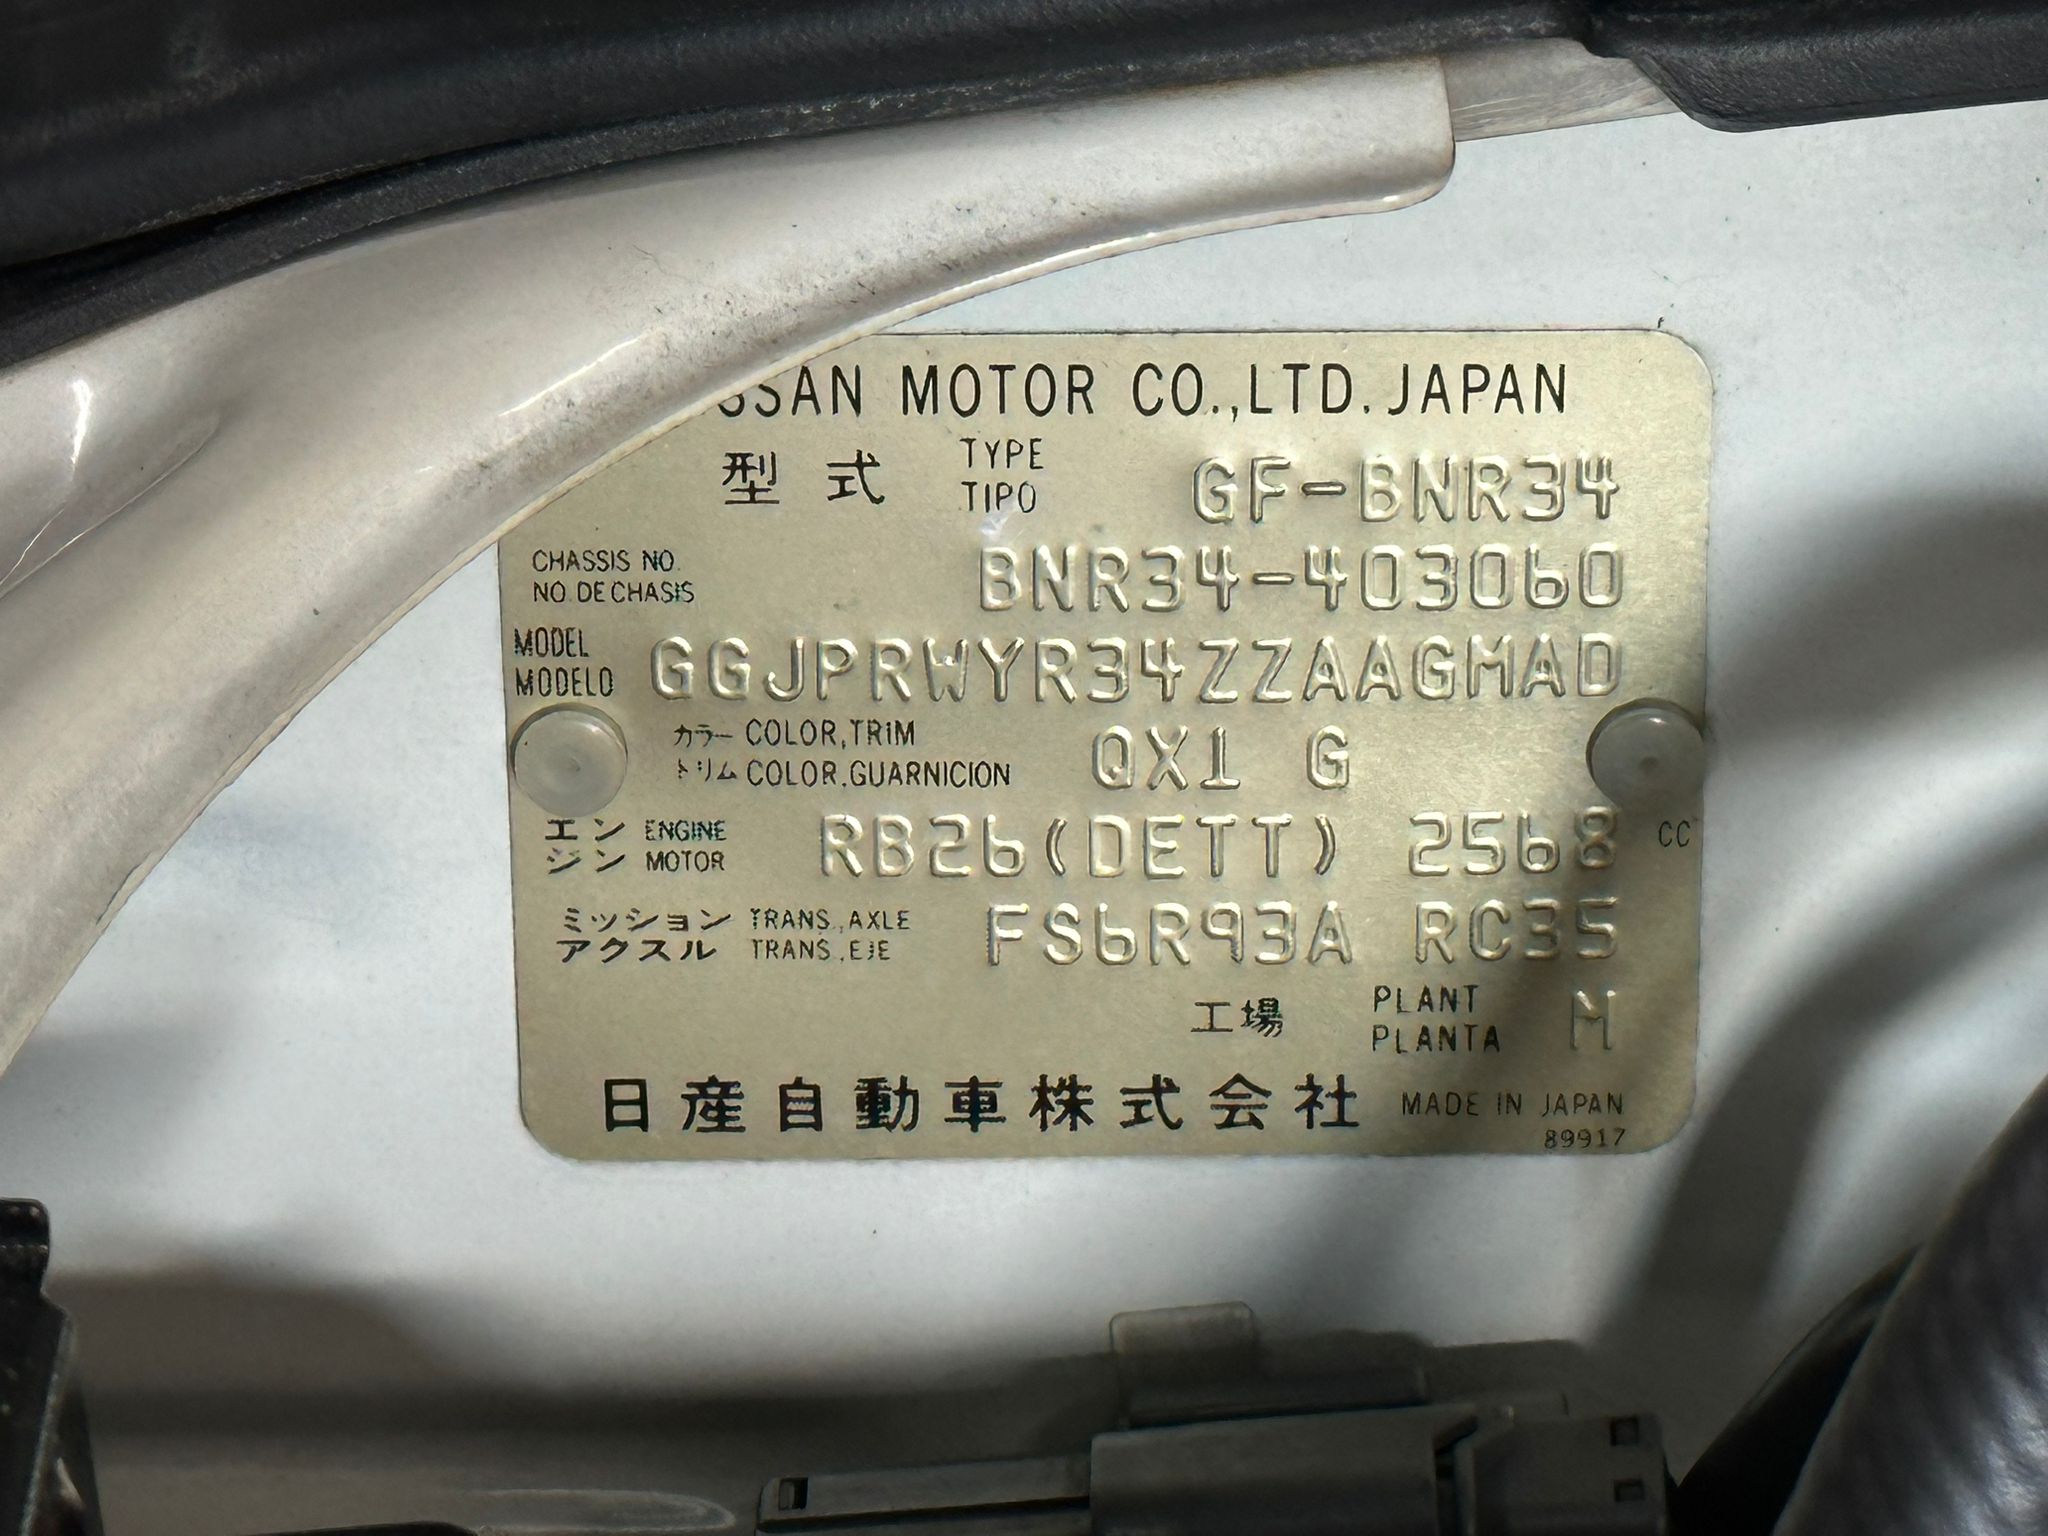 SSAN MOTOR CO.,LTD. JAPAN
型式 TYPE GF-BNR34
TIPO
CHASSIS NO. BNR34-403060
NO. DE CHASIS
MODEL GGJPRWYR34ZZAAGMAD
MODELO
カラー COLOR,TRIM QX1 G
トリム COLOR,GUARNICION
エン ENGINE RB26(DETT) 2568 CC
ジン MOTOR
ミッション TRANS.,AXLE FS6R93A RC35
アクスル TRANS.,EJE
工場 PLANT M
PLANTA
日産自動車株式会社 MADE IN JAPAN
89917